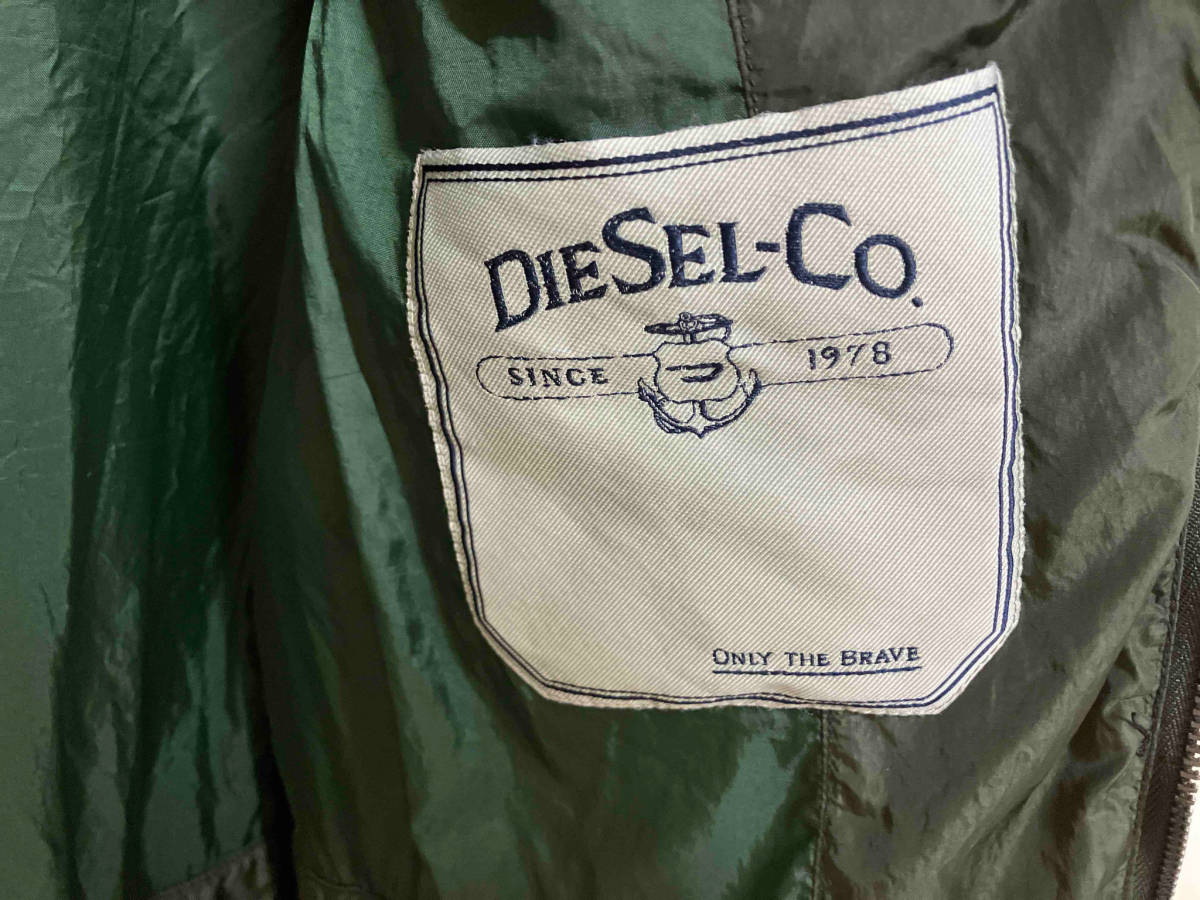 DIESEL-CO.
SINCE 1978
ONLY THE BRAVE